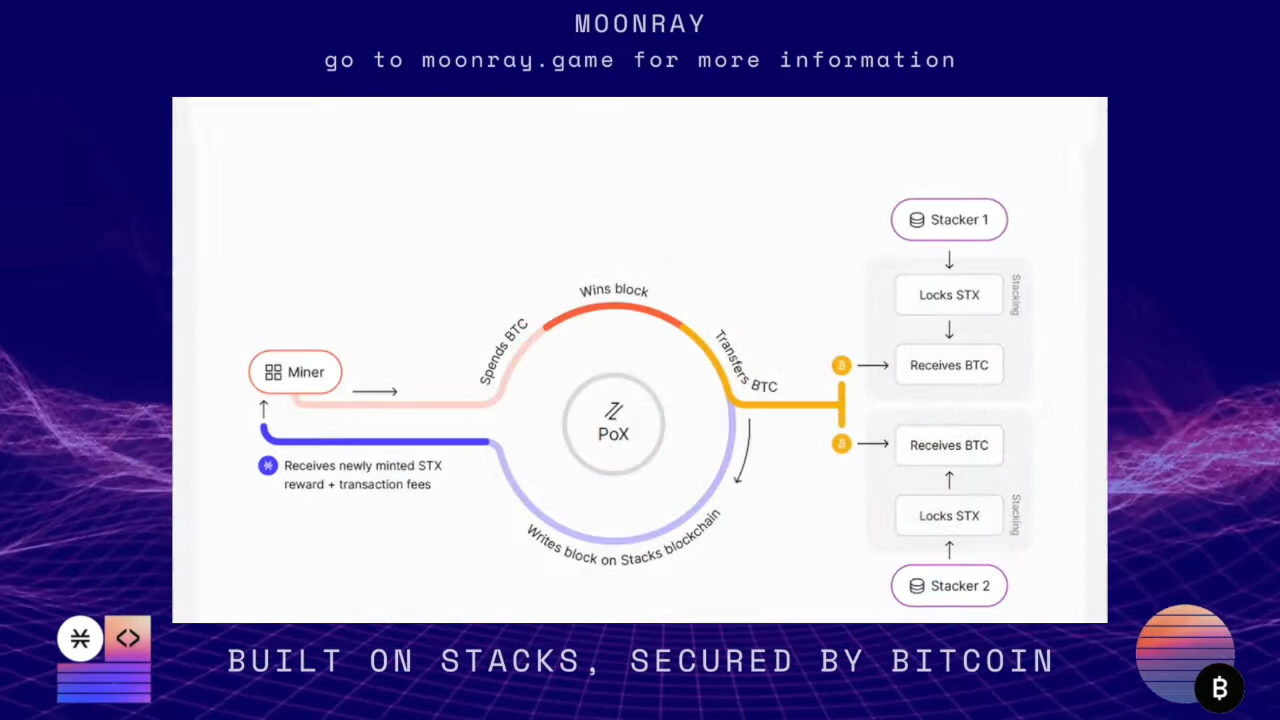 MOONRAY
go to moonray.game for more information
Stacker 1
Locks STX
Stacking
Receives BTC
Wins block
Spends BTC
Transfers BTC
Miner
PoX
Receives newly minted STX
reward + transaction fees
Writes block on Stacks blockchain
Receives BTC
Locks STX
Stacking
Stacker 2
BUILT ON STACKS, SECURED BY BITCOIN